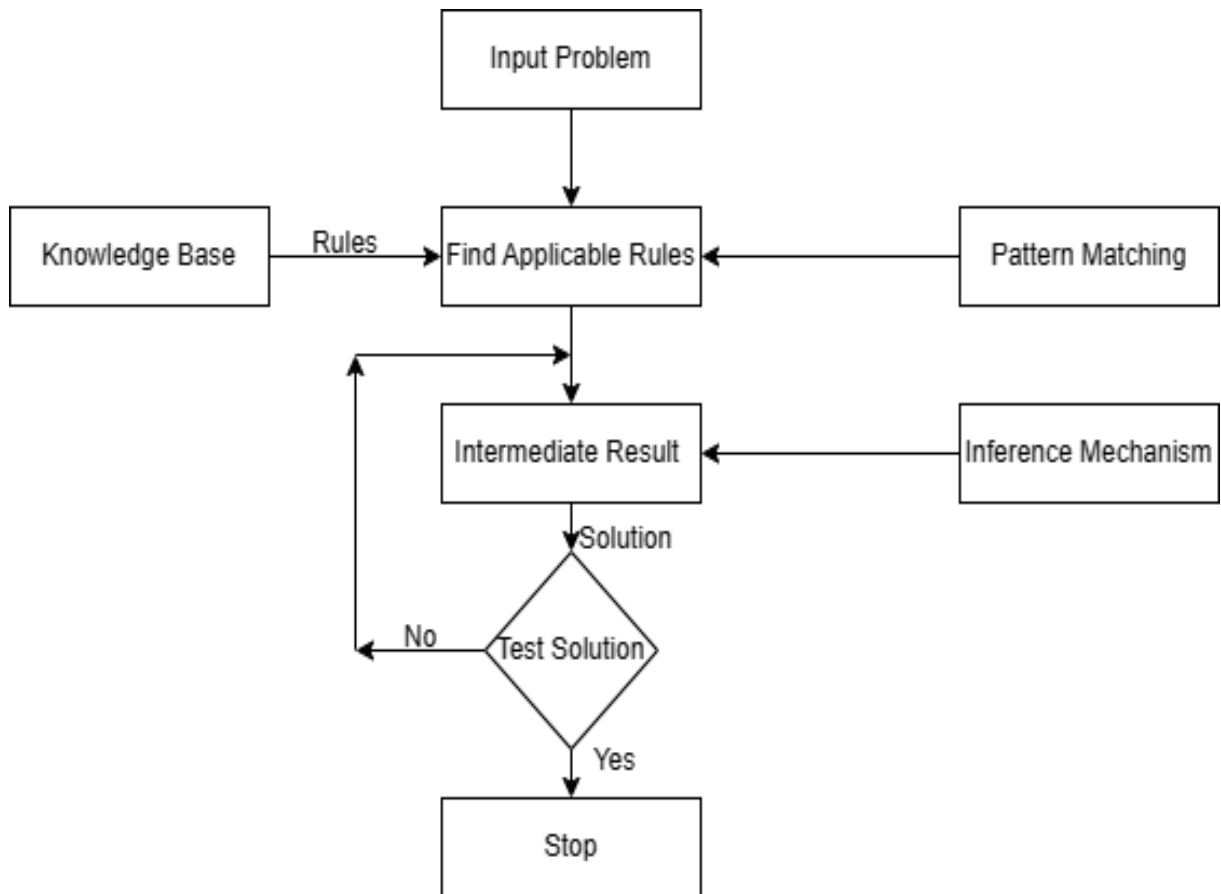 Input Problem
Knowledge Base
Rules
Find Applicable Rules
Pattern Matching
Intermediate Result
Inference Mechanism
Solution
No
Test Solution
Yes
Stop